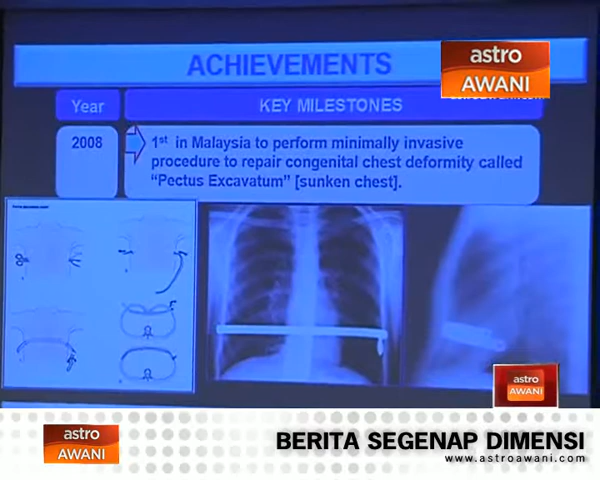 ACHIEVEMENTS
astro
AWANI
Year
KEY MILESTONES
2008
1st in Malaysia to perform minimally invasive
procedure to repair congenital chest deformity called
“Pectus Excavatum” [sunken chest].
astro
AWANI
astro
AWANI
BERITA SEGENAP DIMENSI
www.astroawani.com